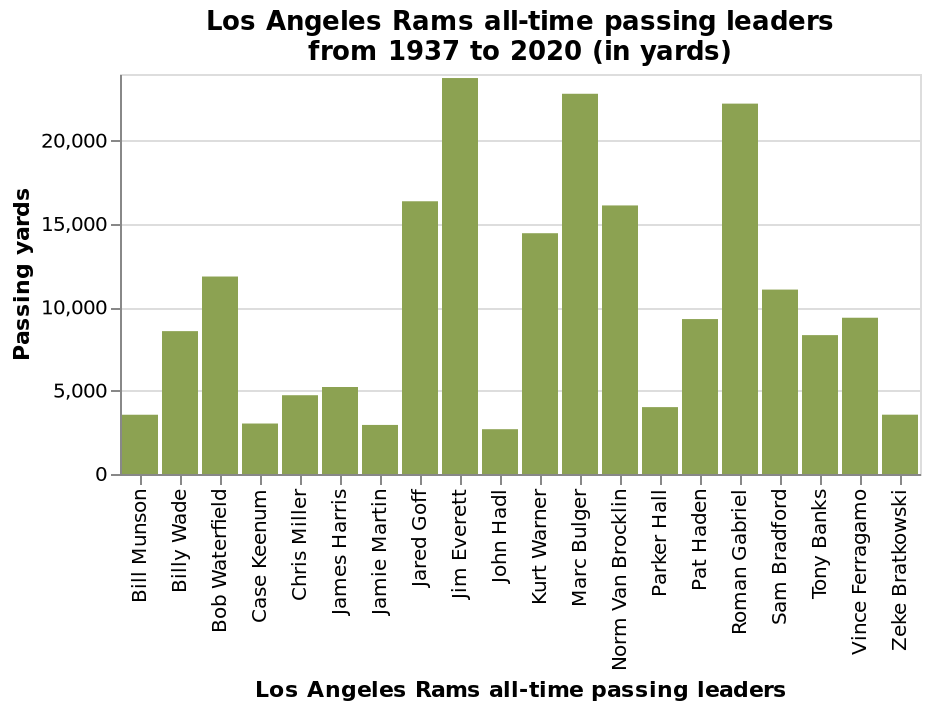 Los Angeles Rams all-time passing leaders
from 1937 to 2020 (in yards)
Passing yards
20,000
15,000
10,000
5,000
0
Bill Munson
Billy Wade
Bob Waterfield
Case Keenum
Chris Miller
James Harris
Jamie Martin
Jared Goff
Jim Everett
John Hadl
Kurt Warner
Marc Bulger
Norm Van Brocklin
Parker Hall
Pat Haden
Roman Gabriel
Sam Bradford
Tony Banks
Vince Ferragamo
Zeke Bratkowski
Los Angeles Rams all-time passing leaders